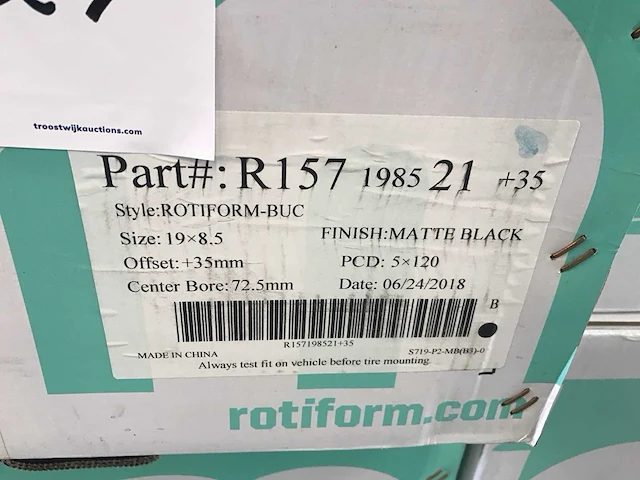 troostwijkauctions.com
Part#: R157 1985 21 +35
Style:ROTIFORM-BUC
Size: 19×8.5 FINISH:MATTE BLACK
Offset:+35mm PCD: 5×120
Center Bore:72.5mm Date: 06/24/2018
B
R157198521+35
MADE IN CHINA S719-P2-MB(B3)-0
Always test fit on vehicle before tire mounting.
rotiform.com